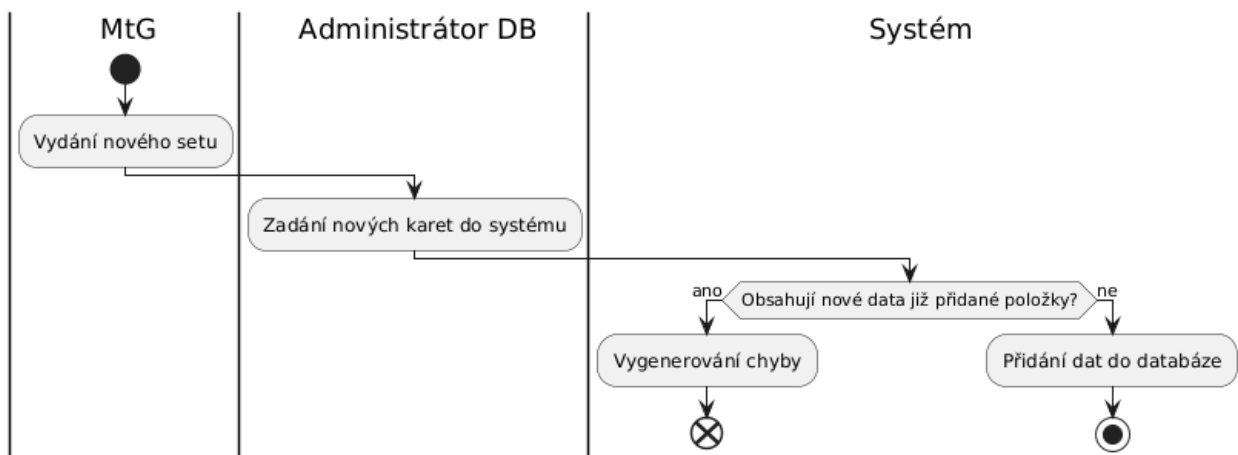 MtG
Administrátor DB
Systém
Vydání nového setu
Zadání nových karet do systému
ano
Obsahují nové data již přidané položky?
ne
Vygenerování chyby
Přidání dat do databáze